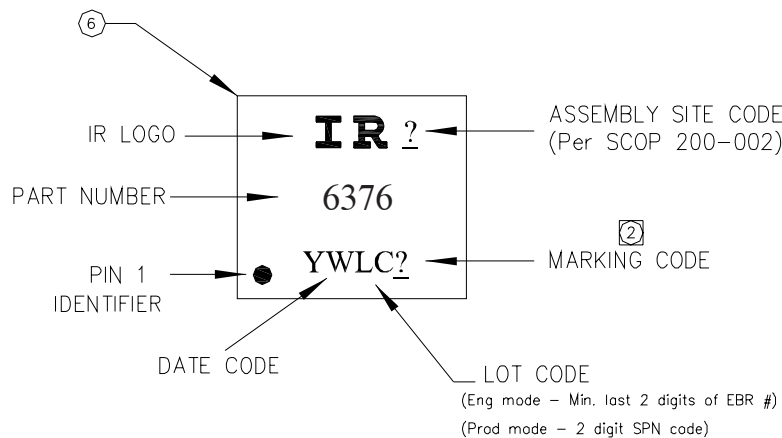 6
IR LOGO
IR ?
ASSEMBLY SITE CODE
(Per SCOP 200-002)
PART NUMBER
6376
2
MARKING CODE
YWLC?
PIN 1
IDENTIFIER
DATE CODE
LOT CODE
(Eng mode - Min. last 2 digits of EBR #)
(Prod mode - 2 digit SPN code)